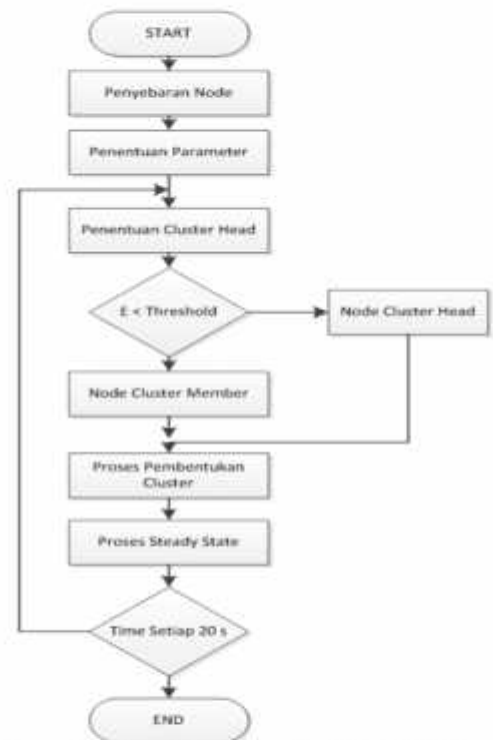 START
Penyebaran Node
Penentuan Parameter
Penentuan Cluster Head
E < Threshold
Node Cluster Head
Node Cluster Member
Proses Pembentukan
Cluster
Proses Steady State
Time Setiap 20 s
END